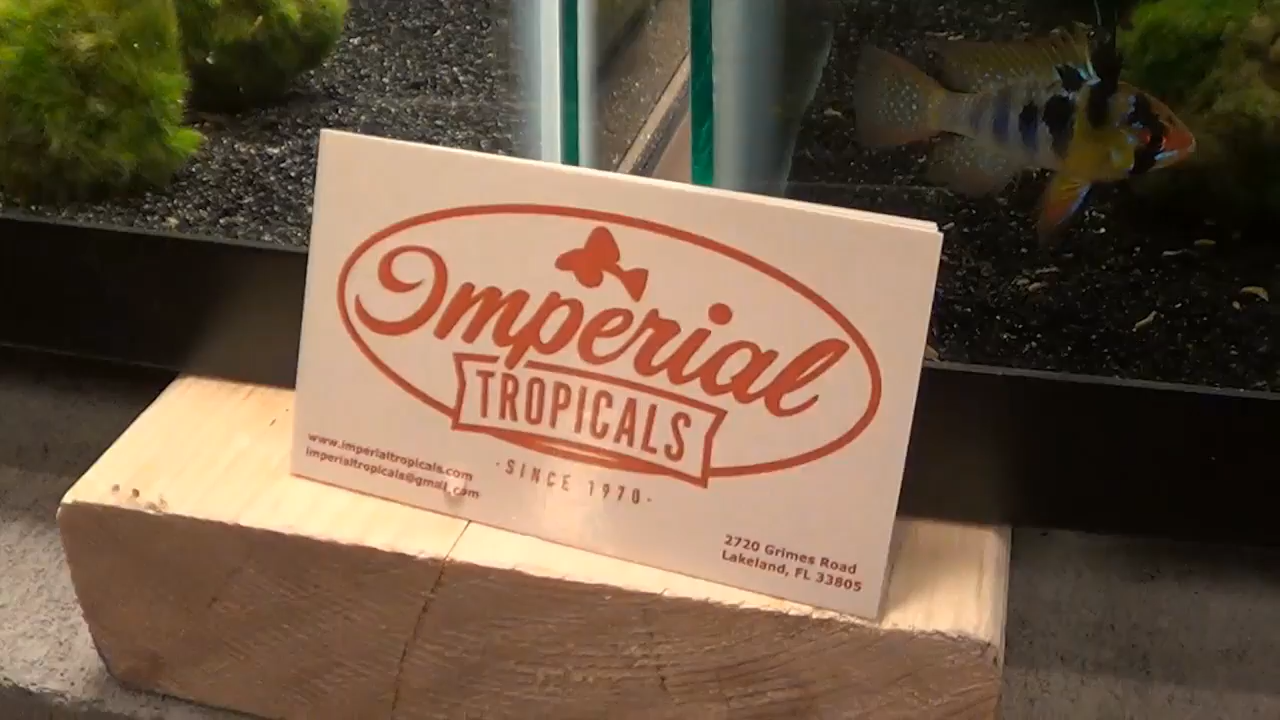 Imperial
TROPICALS
·SINCE 1970·
www.imperialtropicals.com
imperialtropicals@gmail.com
2720 Grimes Road
Lakeland, FL 33805